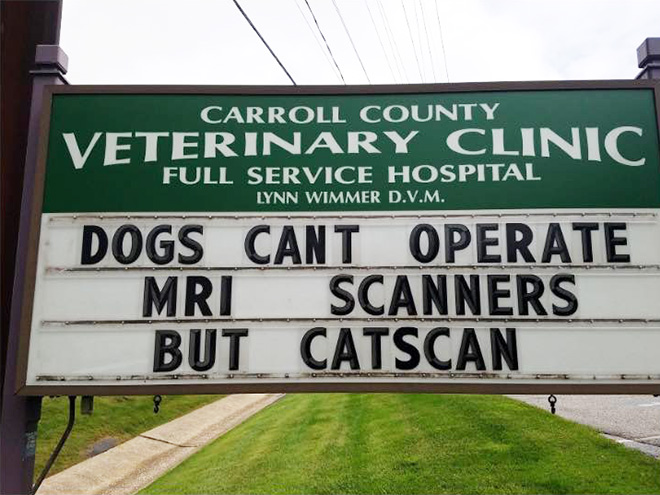 CARROLL COUNTY
VETERINARY CLINIC
FULL SERVICE HOSPITAL
LYNN WIMMER D.V.M.
DOGS CANT OPERATE
MRI SCANNERS
BUT CATSCAN